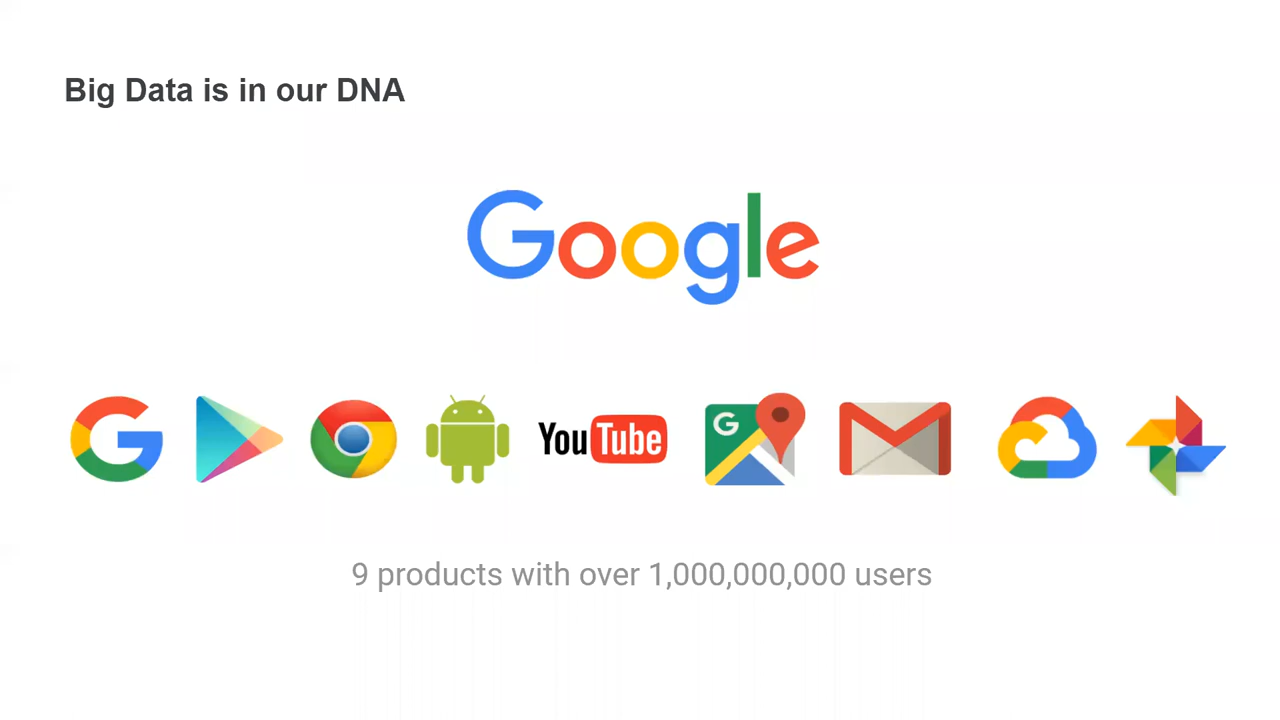 Big Data is in our DNA
Google
G
YouTube
G
9 products with over 1,000,000,000 users